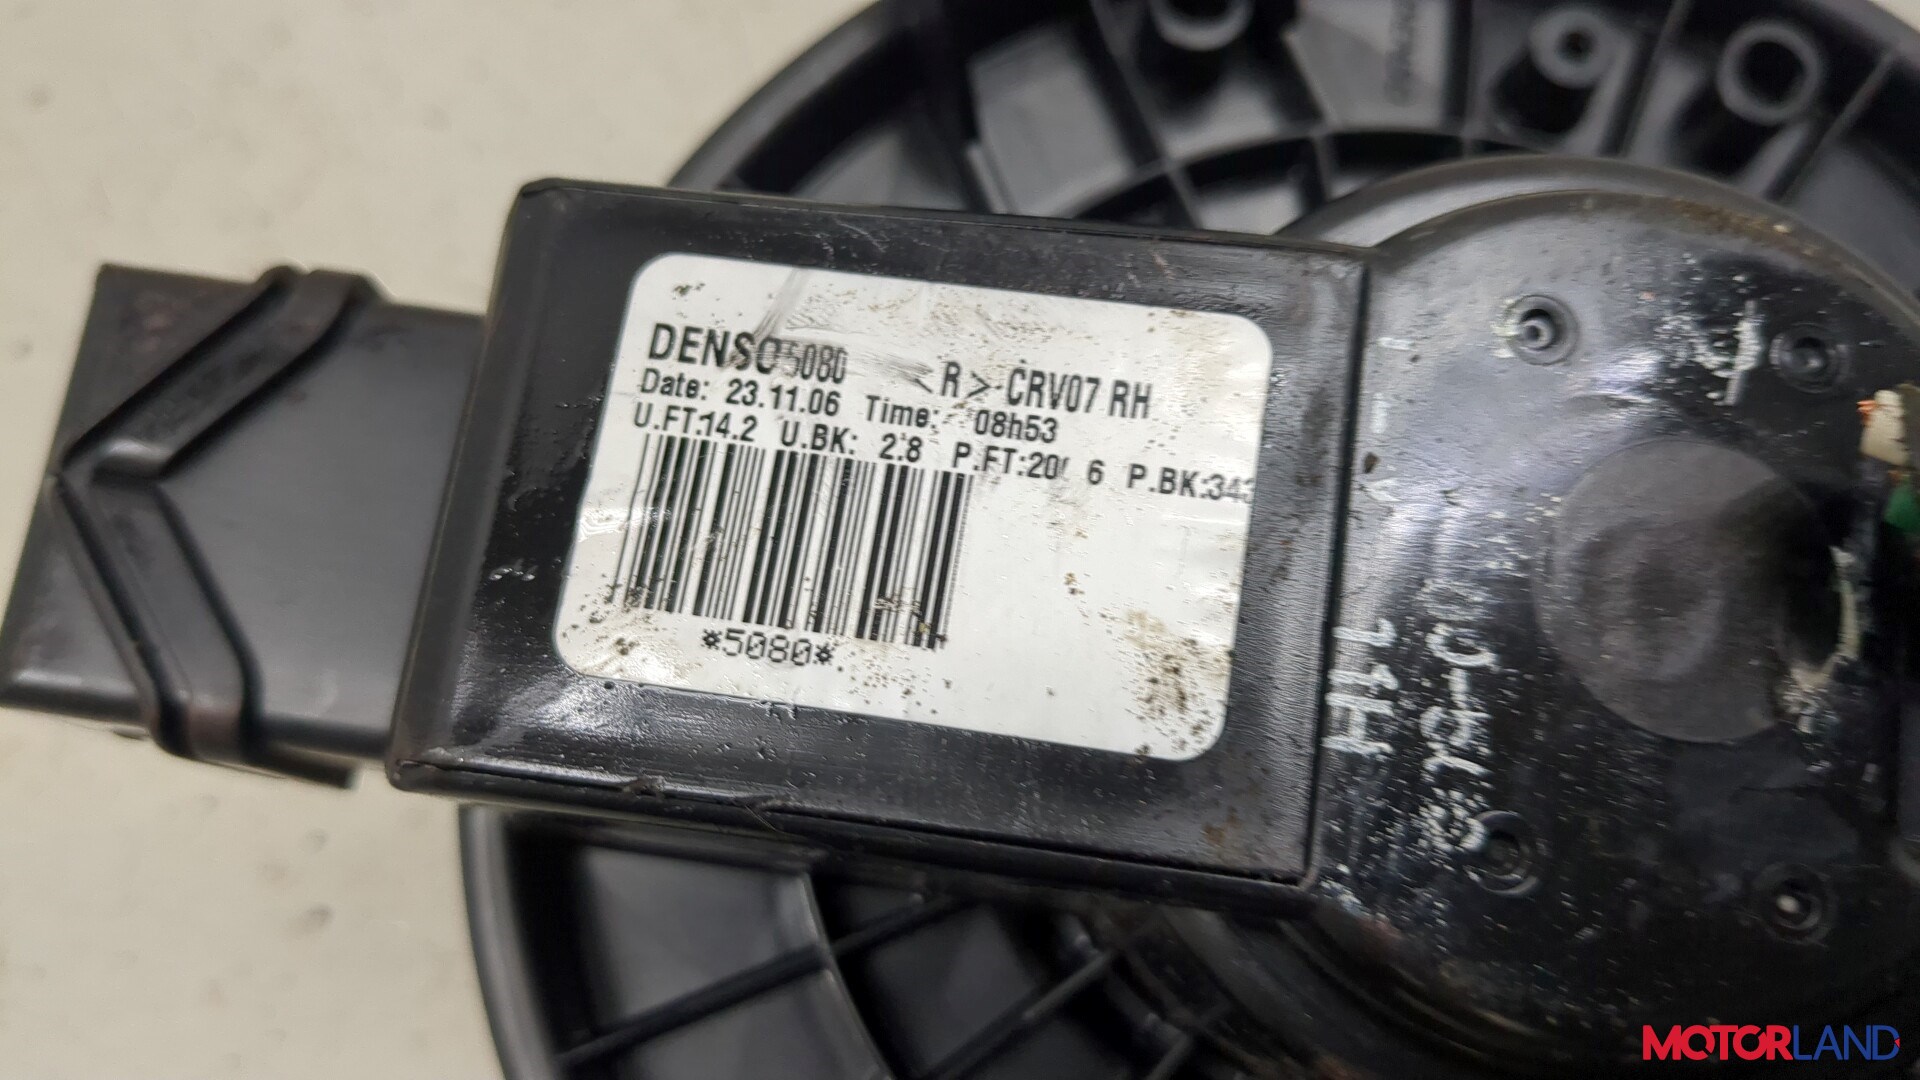 DENSO 5080 <R> CRV07 RH
Date: 23.11.06 Time: 08h53
U.FT:14.2 U.BK: 2.8 P.FT:20 6 P.BK:343
*5080*
MOTORLAND